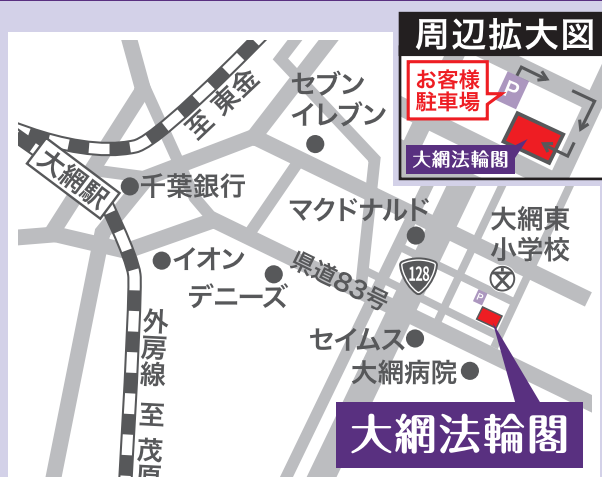 周辺拡大図
お客様
駐車場
P
大網法輪閣
至 東金
セブン
イレブン
大網駅
千葉銀行
マクドナルド
大網東
小学校
イオン
デニーズ
県道83号
128
P
外房線 至 茂原
セイムス
大網病院
大網法輪閣